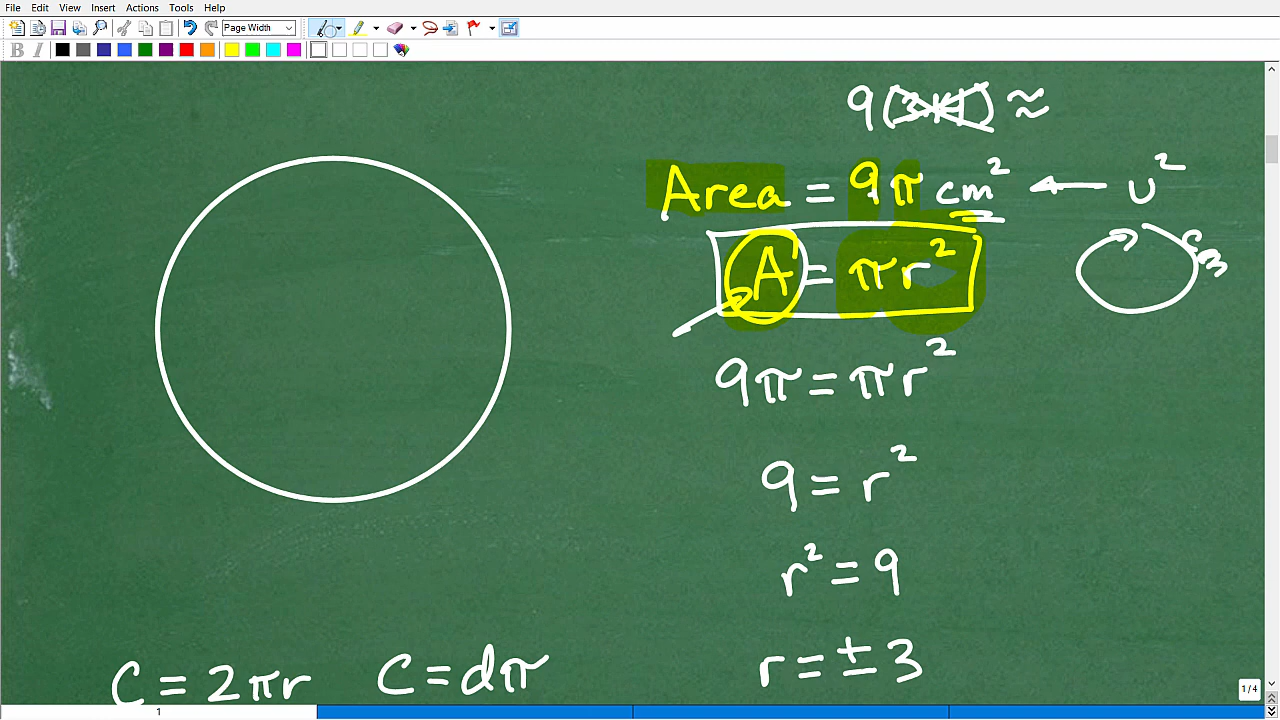 File Edit View Insert Actions Tools Help
Page Width
B I
9(3.14) ≈
Area = 9π cm² ← u²
A = πr²
9π = πr²
9 = r²
r² = 9
r = ±3
C = 2πr C = dπ
1/4
1